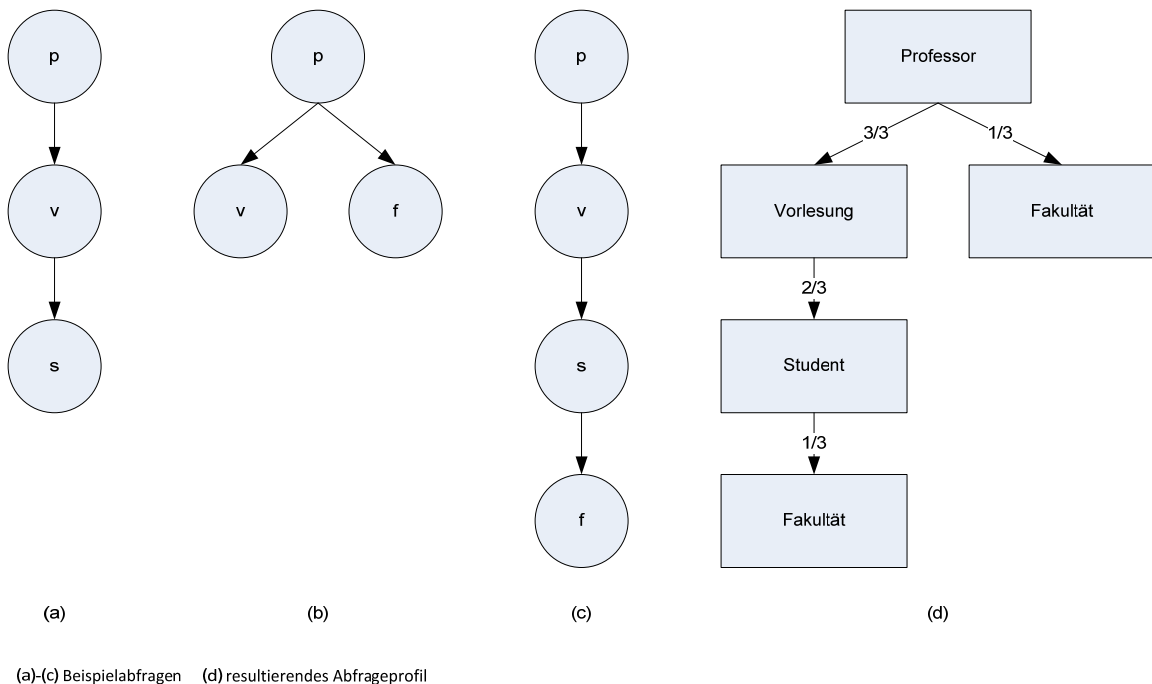 p
p
p
Professor
3/3
1/3
v
v
f
v
Vorlesung
Fakultät
2/3
s
s
Student
1/3
f
Fakultät
(a)
(b)
(c)
(d)
(a)-(c) Beispielabfragen (d) resultierendes Abfrageprofil